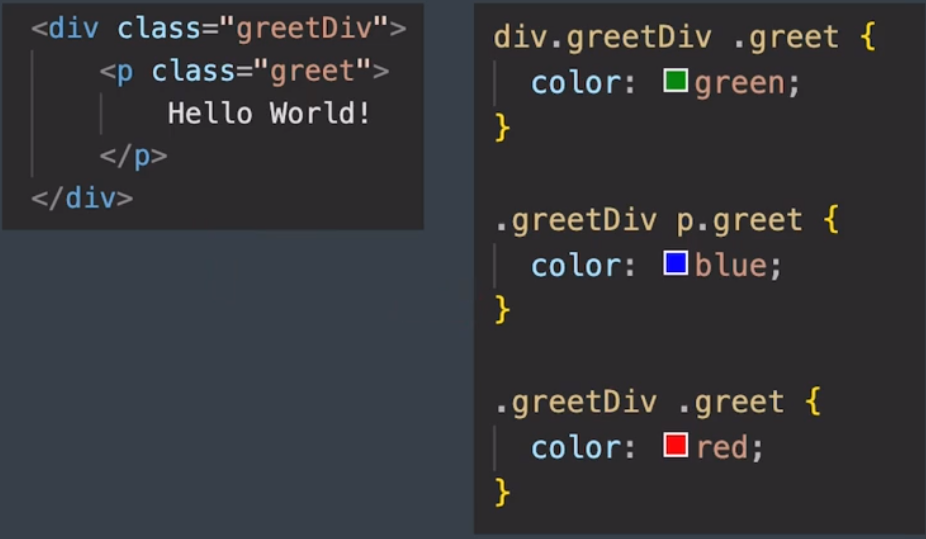 <div class="greetDiv">
<p class="greet">
Hello World!
</p>
</div>
div.greetDiv .greet {
color: green;
}
.greetDiv p.greet {
color: blue;
}
.greetDiv .greet {
color: red;
}